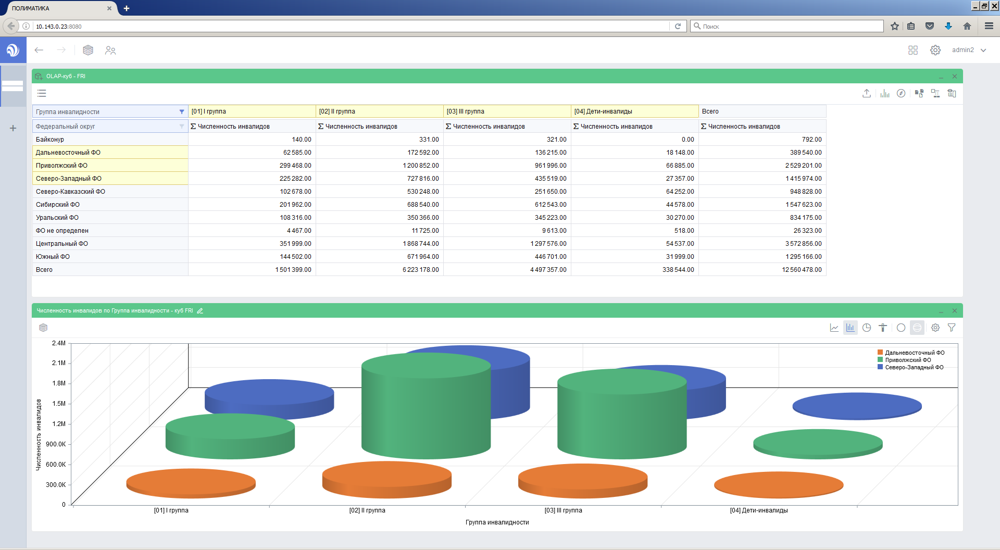 ПОЛИМАТИКА
10.143.0.23:8080
Поиск
admin2
OLAP-куб - FRI
Группа инвалидности [01] I группа [02] II группа [03] III группа [04] Дети-инвалиды Всего
Федеральный округ Σ Численность инвалидов Σ Численность инвалидов Σ Численность инвалидов Σ Численность инвалидов Σ Численность инвалидов
Байконур 140.00 331.00 321.00 0.00 792.00
Дальневосточный ФО 62 585.00 172 592.00 136 215.00 18 148.00 389 540.00
Приволжский ФО 299 468.00 1 200 852.00 961 996.00 66 885.00 2 529 201.00
Северо-Западный ФО 225 282.00 727 816.00 435 519.00 27 357.00 1 415 974.00
Северо-Кавказский ФО 102 678.00 530 248.00 251 650.00 64 252.00 948 828.00
Сибирский ФО 201 962.00 688 540.00 612 543.00 44 578.00 1 547 623.00
Уральский ФО 108 316.00 350 366.00 345 223.00 30 270.00 834 175.00
ФО не определен 4 467.00 11 725.00 9 613.00 518.00 26 323.00
Центральный ФО 351 999.00 1 868 744.00 1 297 576.00 54 537.00 3 572 856.00
Южный ФО 144 502.00 671 964.00 446 701.00 31 999.00 1 295 166.00
Всего 1 501 399.00 6 223 178.00 4 497 357.00 338 544.00 12 560 478.00
Численность инвалидов по Группа инвалидности - куб FRI
Численность инвалидов
2.4M
2.1M
1.8M
1.5M
1.2M
900.0K
600.0K
300.0K
0
Дальневосточный ФО
Приволжский ФО
Северо-Западный ФО
[01] I группа [02] II группа [03] III группа [04] Дети-инвалиды
Группа инвалидности